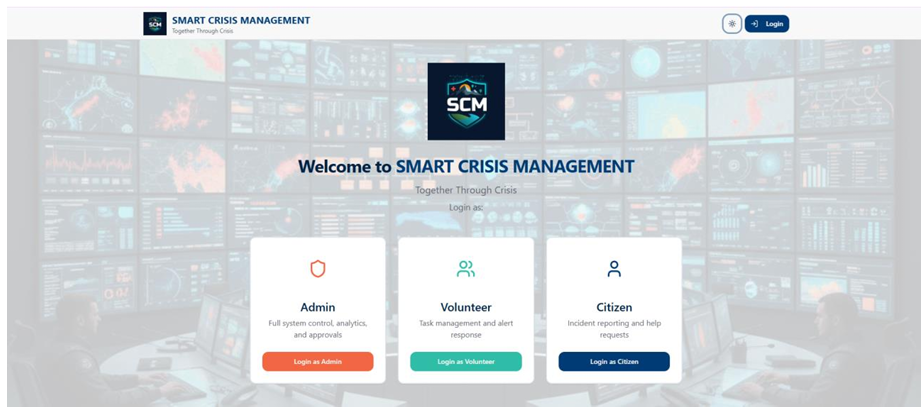 SCM
SMART CRISIS MANAGEMENT
Together Through Crisis
Login
SCM
Welcome to SMART CRISIS MANAGEMENT
Together Through Crisis
Login as:
Admin
Full system control, analytics,
and approvals
Login as Admin
Volunteer
Task management and alert
response
Login as Volunteer
Citizen
Incident reporting and help
requests
Login as Citizen